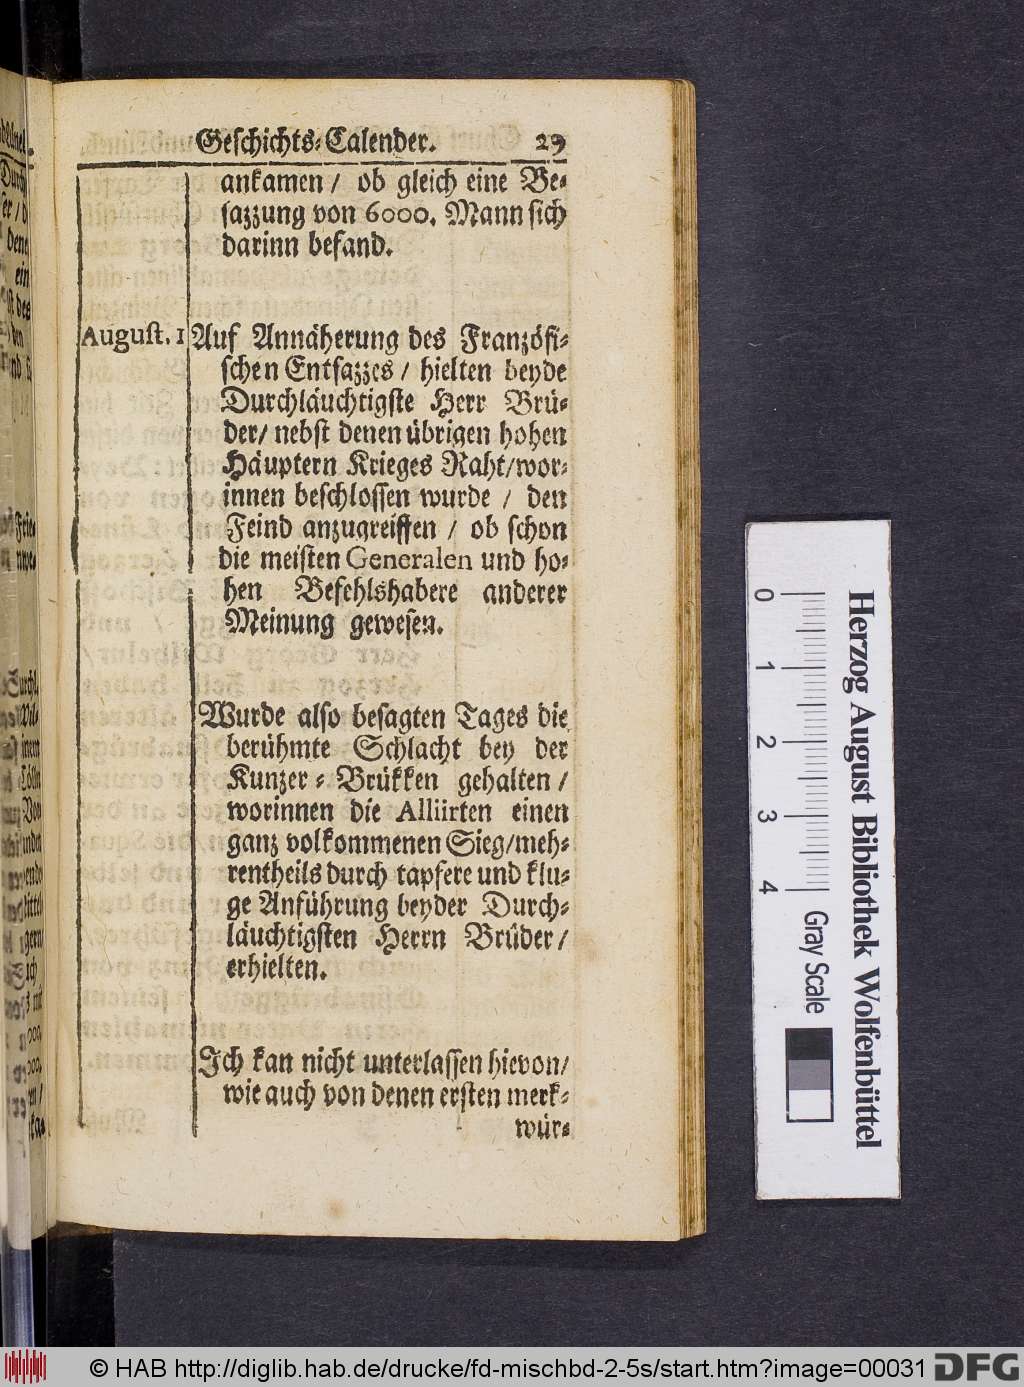 Geschichts-Calender. 29
ankamen / ob gleich eine Be-
sazzung von 6000. Mann sich
darinn befand.
August. 1 Auf Annäherung des Französi-
schen Entsazzes / hielten beyde
Durchläuchtigste Herr Brü-
der / nebst denen übrigen hohen
Häuptern Krieges Raht / wor-
innen beschlossen wurde / den
Feind anzugreiffen / ob schon
die meisten Generalen und ho-
hen Befehlshabere anderer
Meinung gewesen.
Wurde also besagten Tages die
berühmte Schlacht bey der
Kunzer-Brükken gehalten /
worinnen die Alliirten einen
ganz volkommenen Sieg / meh-
rentheils durch tapfere und klu-
ge Anführung beyder Durch-
läuchtigsten Herrn Brüder /
erhielten.
Ich kan nicht unterlassen hievon /
wie auch von denen ersten merk-
wür-
Herzog August Bibliothek Wolfenbüttel
0 1 2 3 4 Gray Scale
© HAB http://diglib.hab.de/drucke/fd-mischbd-2-5s/start.htm?image=00031 DFG